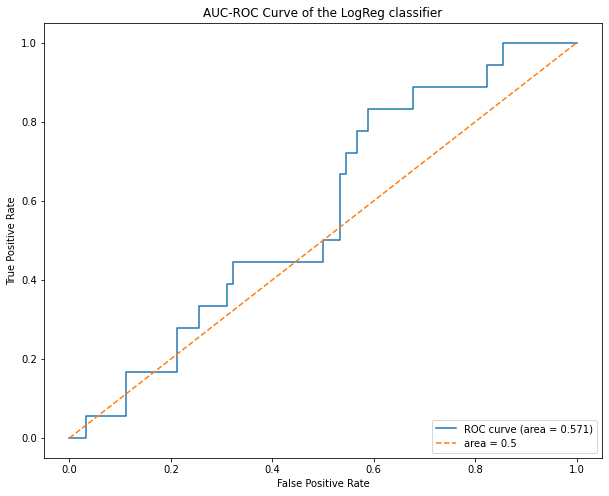 AUC-ROC Curve of the LogReg classifier
1.0
0.8
0.6
0.4
0.2
0.0
True Positive Rate
0.0 0.2 0.4 0.6 0.8 1.0
False Positive Rate
ROC curve (area = 0.571)
area = 0.5